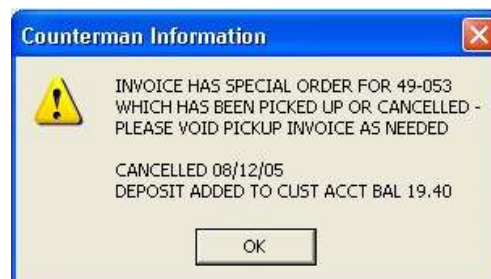 Counterman Information
INVOICE HAS SPECIAL ORDER FOR 49-053
WHICH HAS BEEN PICKED UP OR CANCELLED -
PLEASE VOID PICKUP INVOICE AS NEEDED
CANCELLED 08/12/05
DEPOSIT ADDED TO CUST ACCT BAL 19.40
OK